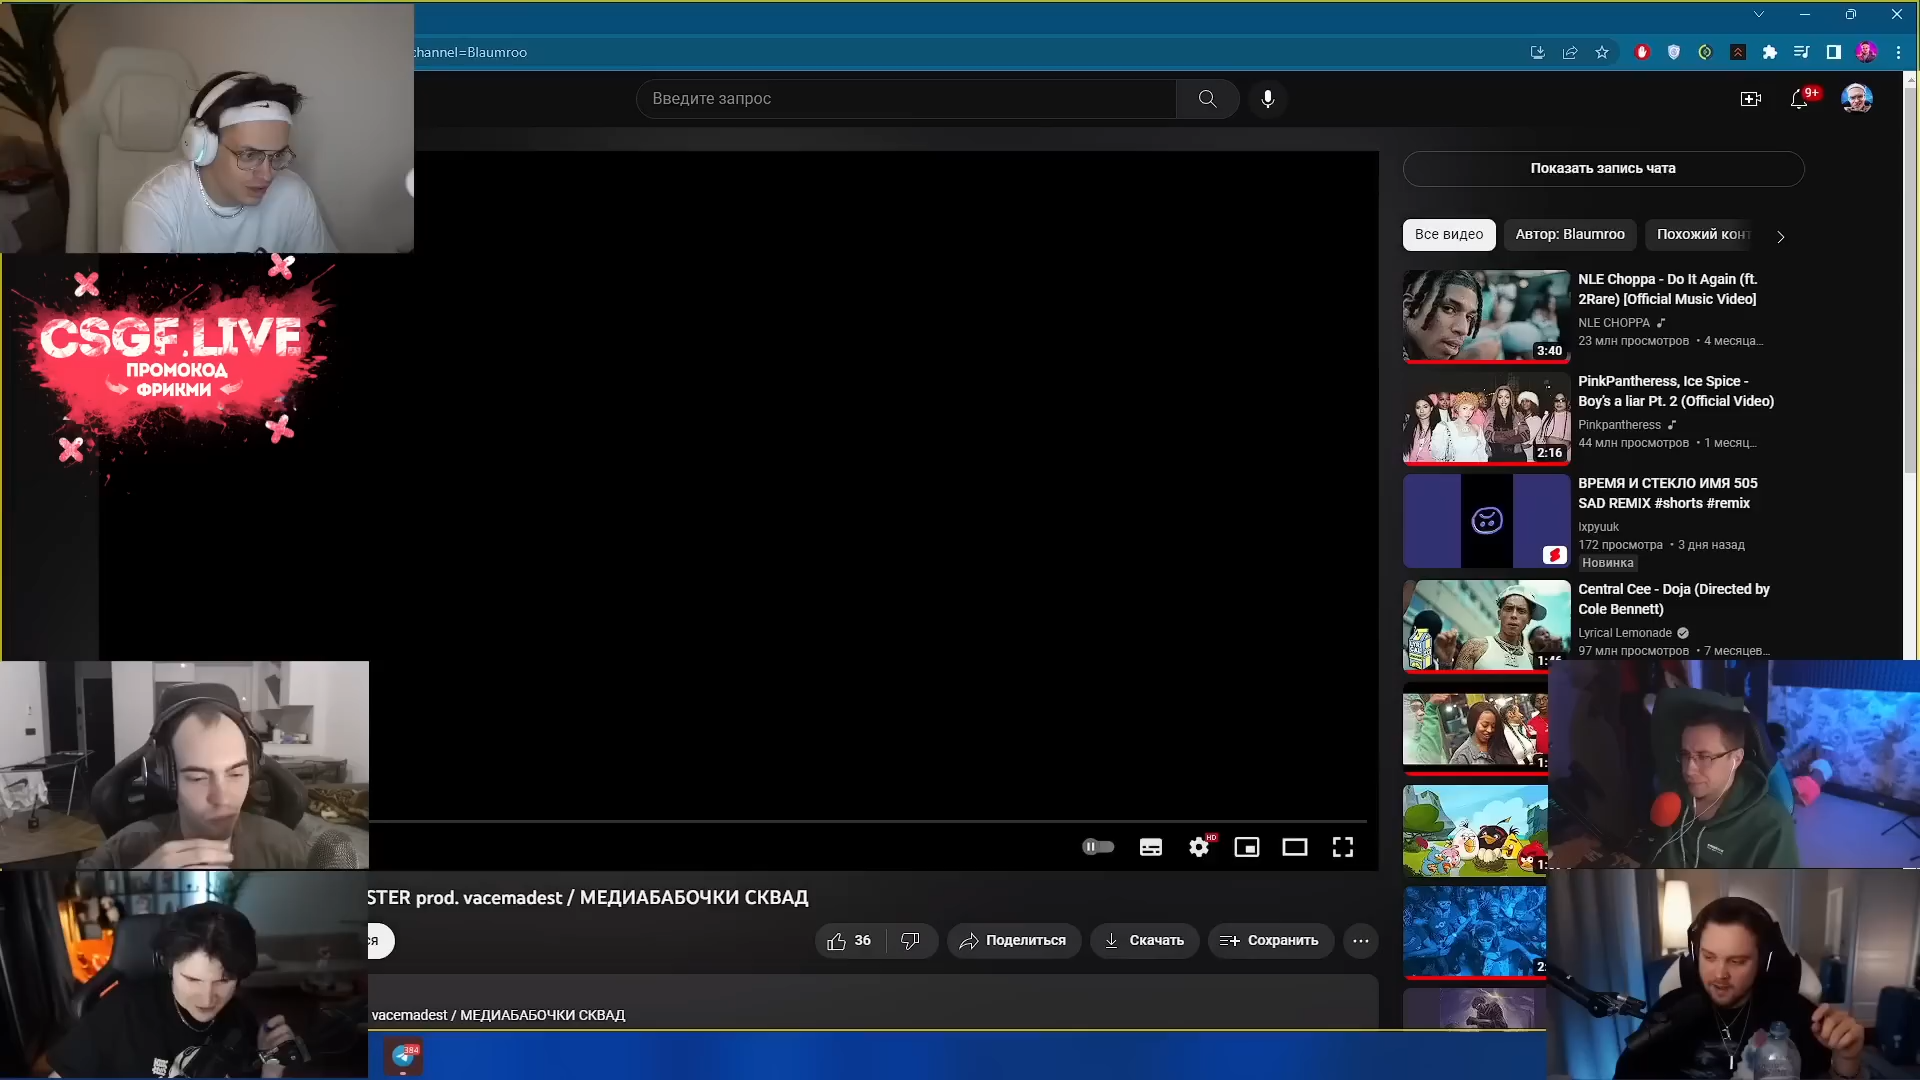 channel=Blaumroo
Введите запрос
9+
Показать запись чата
Все видео
Автор: Blaumroo
Похожий конт
CSGF.LIVE
ПРОМОКОД
ФРИКМИ
NLE Choppa - Do It Again (ft.
2Rare) [Official Music Video]
NLE CHOPPA
23 млн просмотров • 4 месяца...
3:40
PinkPantheress, Ice Spice -
Boy's a liar Pt. 2 (Official Video)
Pinkpantheress
44 млн просмотров • 1 месяц...
2:16
ВРЕМЯ И СТЕКЛО ИМЯ 505
SAD REMIX #shorts #remix
lxpyuuk
172 просмотра • 3 дня назад
Новинка
Central Cee - Doja (Directed by
Cole Bennett)
Lyrical Lemonade
97 млн просмотров • 7 месяцев...
1:46
HD
STER prod. vacemadest / МЕДИАБАБОЧКИ СКВАД
ся
36
Поделиться
Скачать
Сохранить
vacemadest / МЕДИАБАБОЧКИ СКВАД
384